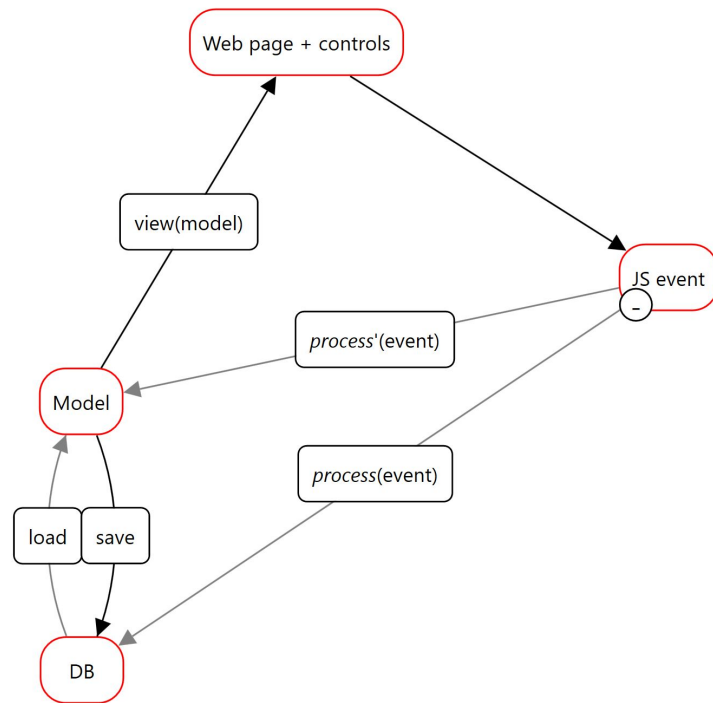 Web page + controls
view(model)
JS event
-
process'(event)
Model
process(event)
load
save
DB